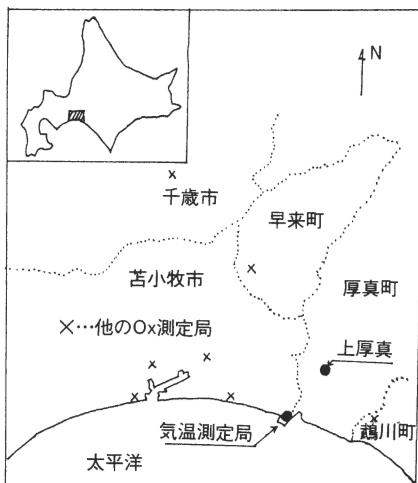 N
×
千歳市
早来町
苫小牧市
×
厚真町
×…他のOx測定局
上厚真
×
×
×
×
×
気温測定局
鵡川町
太平洋